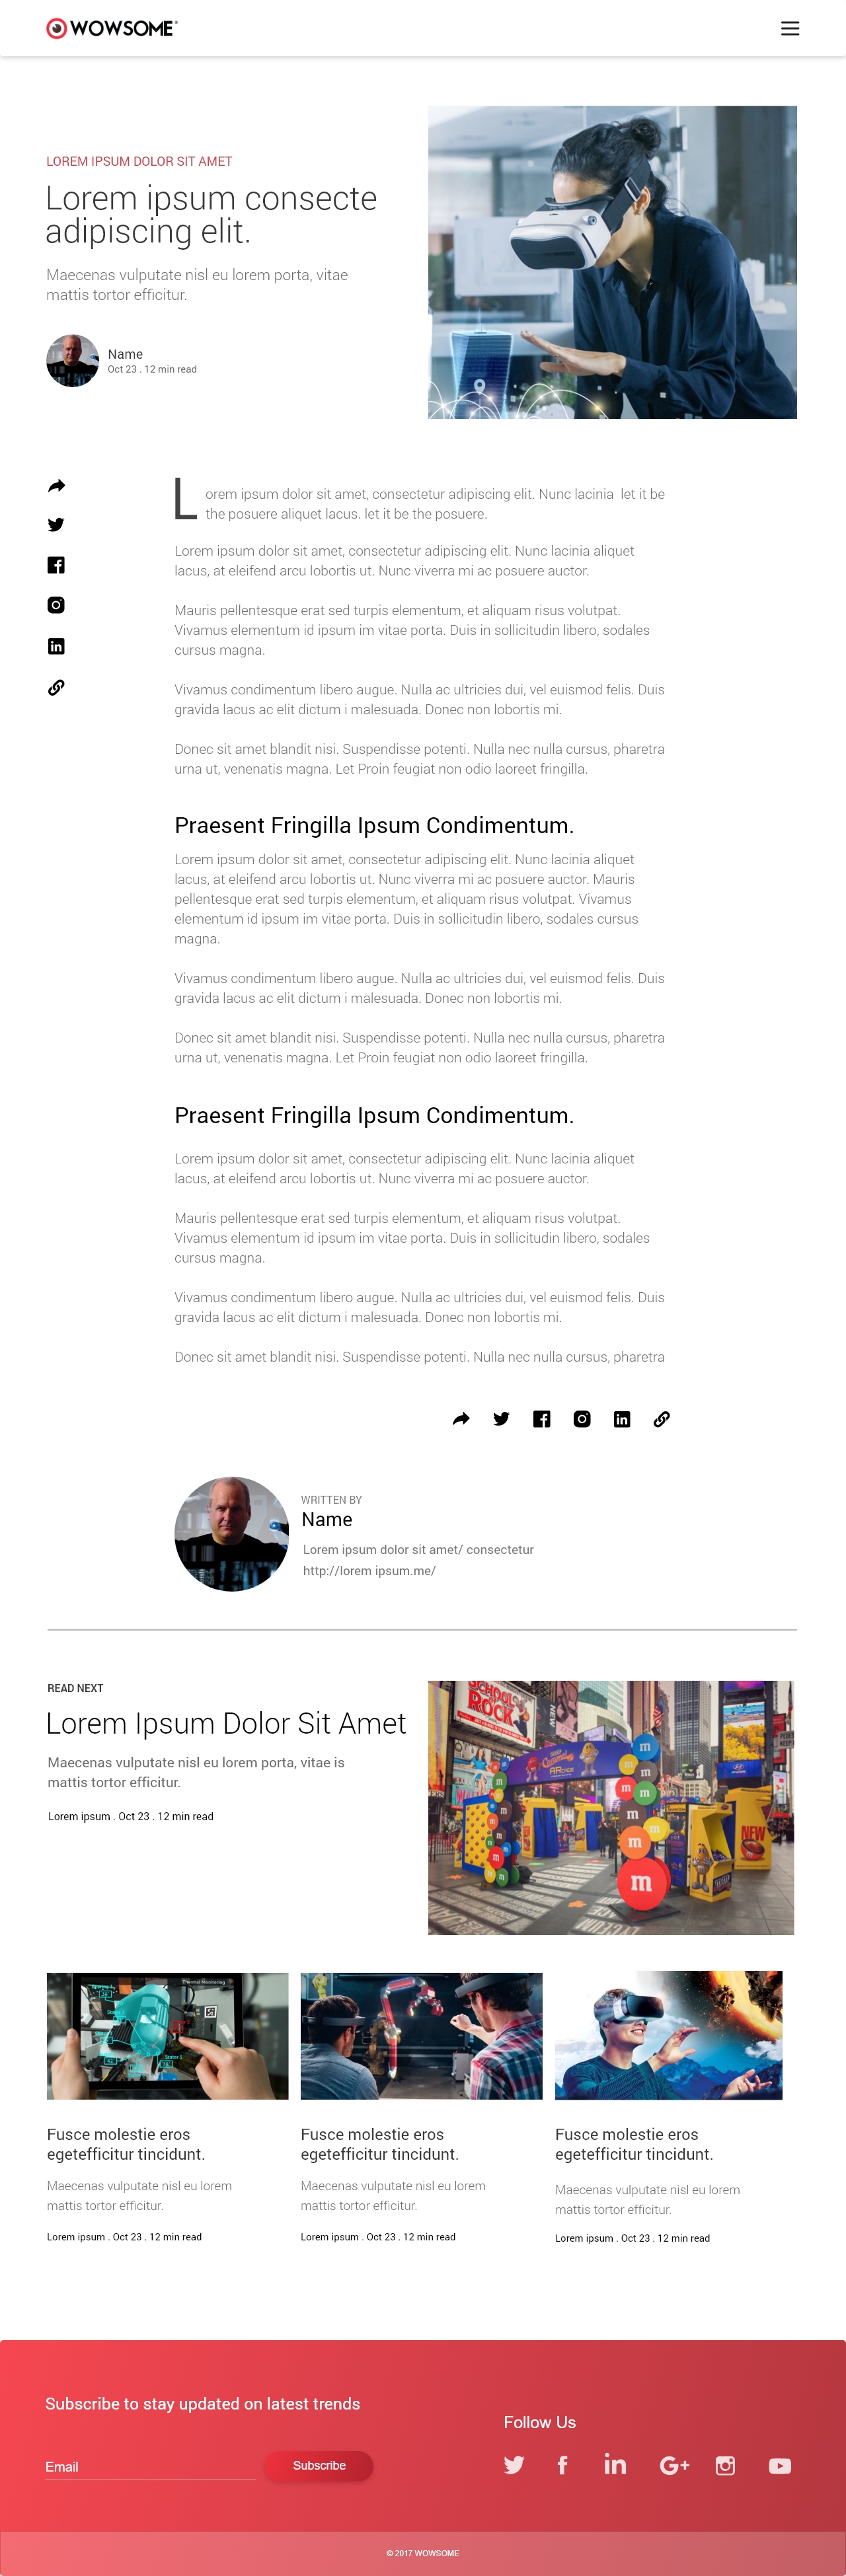 WOWSOME
LOREM IPSUM DOLOR SIT AMET
Lorem ipsum consecte
adipiscing elit.
Maecenas vulputate nisl eu lorem porta, vitae
mattis tortor efficitur.
Name
Oct 23 . 12 min read
Lorem ipsum dolor sit amet, consectetur adipiscing elit. Nunc lacinia let it be
the posuere aliquet lacus. let it be the posuere.
Lorem ipsum dolor sit amet, consectetur adipiscing elit. Nunc lacinia aliquet
lacus, at eleifend arcu lobortis ut. Nunc viverra mi ac posuere auctor.
Mauris pellentesque erat sed turpis elementum, et aliquam risus volutpat.
Vivamus elementum id ipsum im vitae porta. Duis in sollicitudin libero, sodales
cursus magna.
Vivamus condimentum libero augue. Nulla ac ultricies dui, vel euismod felis. Duis
gravida lacus ac elit dictum i malesuada. Donec non lobortis mi.
Donec sit amet blandit nisi. Suspendisse potenti. Nulla nec nulla cursus, pharetra
urna ut, venenatis magna. Let Proin feugiat non odio laoreet fringilla.
Praesent Fringilla Ipsum Condimentum.
Lorem ipsum dolor sit amet, consectetur adipiscing elit. Nunc lacinia aliquet
lacus, at eleifend arcu lobortis ut. Nunc viverra mi ac posuere auctor. Mauris
pellentesque erat sed turpis elementum, et aliquam risus volutpat. Vivamus
elementum id ipsum im vitae porta. Duis in sollicitudin libero, sodales cursus
magna.
Vivamus condimentum libero augue. Nulla ac ultricies dui, vel euismod felis. Duis
gravida lacus ac elit dictum i malesuada. Donec non lobortis mi.
Donec sit amet blandit nisi. Suspendisse potenti. Nulla nec nulla cursus, pharetra
urna ut, venenatis magna. Let Proin feugiat non odio laoreet fringilla.
Praesent Fringilla Ipsum Condimentum.
Lorem ipsum dolor sit amet, consectetur adipiscing elit. Nunc lacinia aliquet
lacus, at eleifend arcu lobortis ut. Nunc viverra mi ac posuere auctor.
Mauris pellentesque erat sed turpis elementum, et aliquam risus volutpat.
Vivamus elementum id ipsum im vitae porta. Duis in sollicitudin libero, sodales
cursus magna.
Vivamus condimentum libero augue. Nulla ac ultricies dui, vel euismod felis. Duis
gravida lacus ac elit dictum i malesuada. Donec non lobortis mi.
Donec sit amet blandit nisi. Suspendisse potenti. Nulla nec nulla cursus, pharetra
WRITTEN BY
Name
Lorem ipsum dolor sit amet/ consectetur
http://lorem ipsum.me/
READ NEXT
Lorem Ipsum Dolor Sit Amet
Maecenas vulputate nisl eu lorem porta, vitae is
mattis tortor efficitur.
Lorem ipsum . Oct 23 . 12 min read
SCHOOL
ROCK
ARCADE
m
m
m
m
m
m
NEW
Thermal Monitoring
Fusce molestie eros
egetefficitur tincidunt.
Maecenas vulputate nisl eu lorem
mattis tortor efficitur.
Lorem ipsum . Oct 23 . 12 min read
Fusce molestie eros
egetefficitur tincidunt.
Maecenas vulputate nisl eu lorem
mattis tortor efficitur.
Lorem ipsum . Oct 23 . 12 min read
Fusce molestie eros
egetefficitur tincidunt.
Maecenas vulputate nisl eu lorem
mattis tortor efficitur.
Lorem ipsum . Oct 23 . 12 min read
Subscribe to stay updated on latest trends
Email
Subscribe
Follow Us
© 2017 WOWSOME